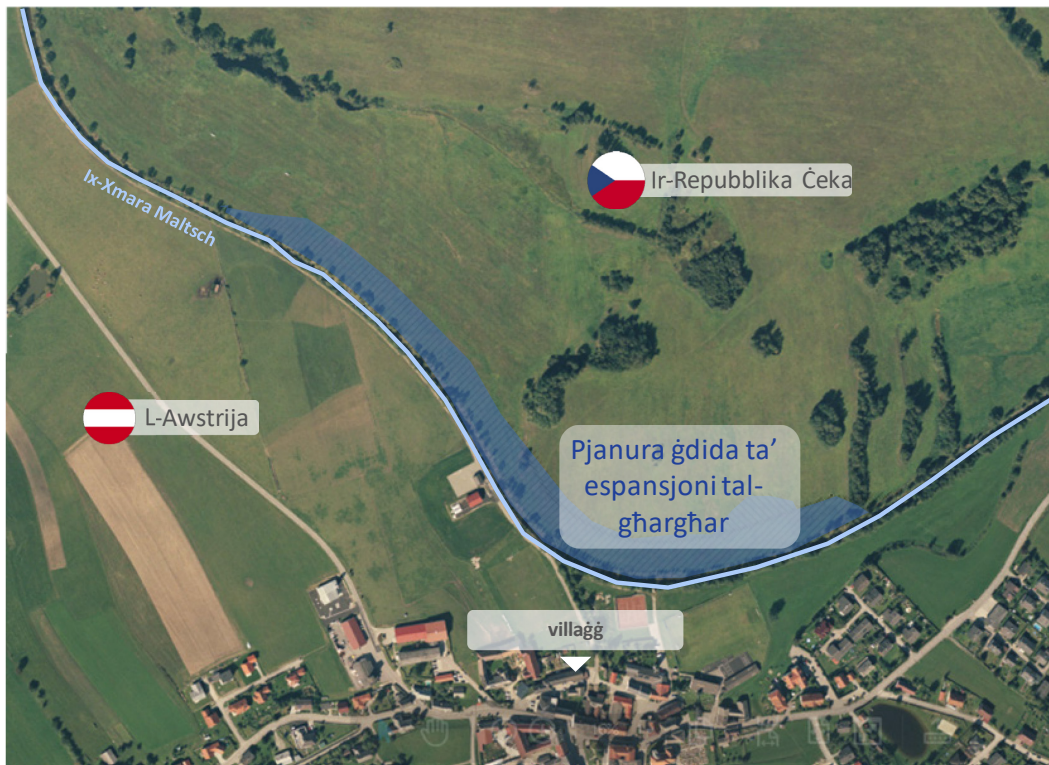 Ix-Xmara Maltsch
Ir-Repubblika Ċeka
L-Awstrija
Pjanura ġdida ta’
espansjoni tal-
għargħar
villaġġ